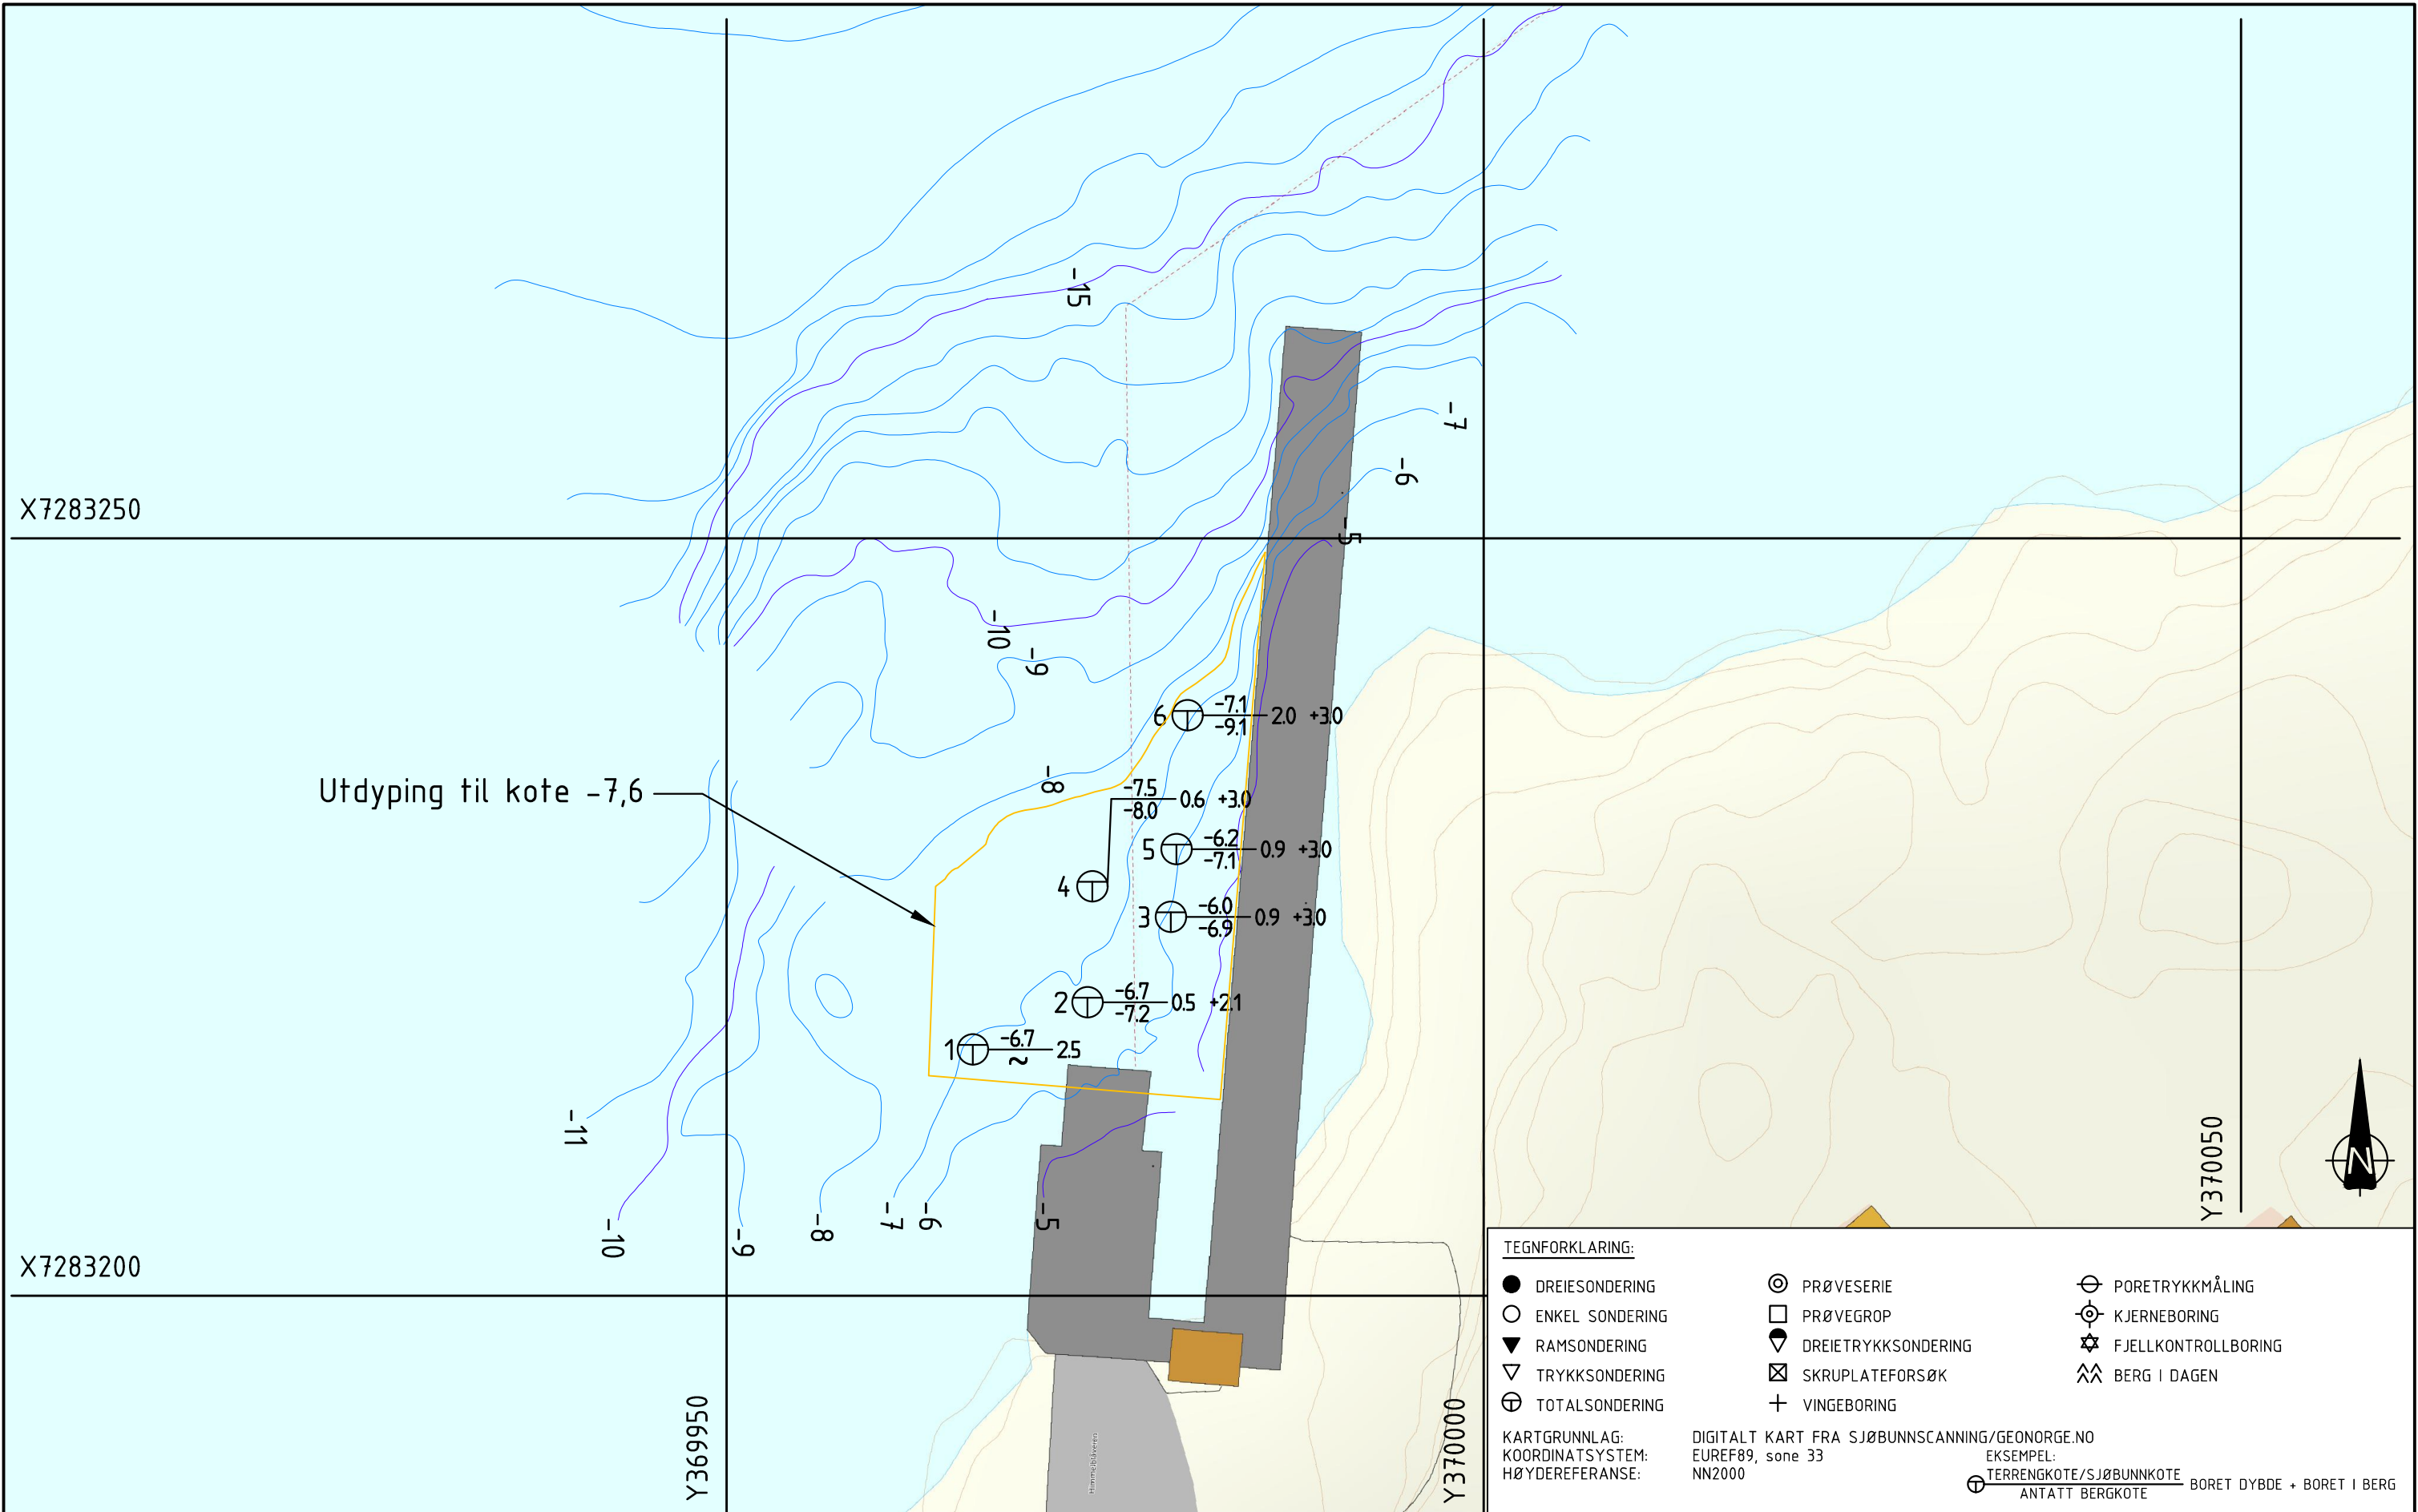 -15
-7
-6
X7283250
-5
-10
-9
6 -7.1 2.0 +3.0
-9.1
Utdyping til kote -7,6
-8
-7.5 0.6 +3.0
-8.0
5 -6.2 0.9 +3.0
-7.1
4
3 -6.0 0.9 +3.0
-6.9
2 -6.7 0.5 +2.1
-7.2
1 -6.7 2.5
~
-11
-10
-9
-8
-7
-6
-5
Y370050
N
X7283200
Y369950
Y370000
Himmelblåveien
TEGNFORKLARING:
DREIESONDERING
ENKEL SONDERING
RAMSONDERING
TRYKKSONDERING
TOTALSONDERING
PRØVESERIE
PRØVEGROP
DREIETRYKKSONDERING
SKRUPLATEFORSØK
VINGEBORING
PORETRYKKMÅLING
KJERNEBORING
FJELLKONTROLLBORING
BERG I DAGEN
KARTGRUNNLAG: DIGITALT KART FRA SJØBUNNSCANNING/GEONORGE.NO
KOORDINATSYSTEM: EUREF89, sone 33
HØYDEREFERANSE: NN2000
EKSEMPEL:
TERRENGKOTE/SJØBUNNKOTE
ANTATT BERGKOTE
BORET DYBDE + BORET I BERG